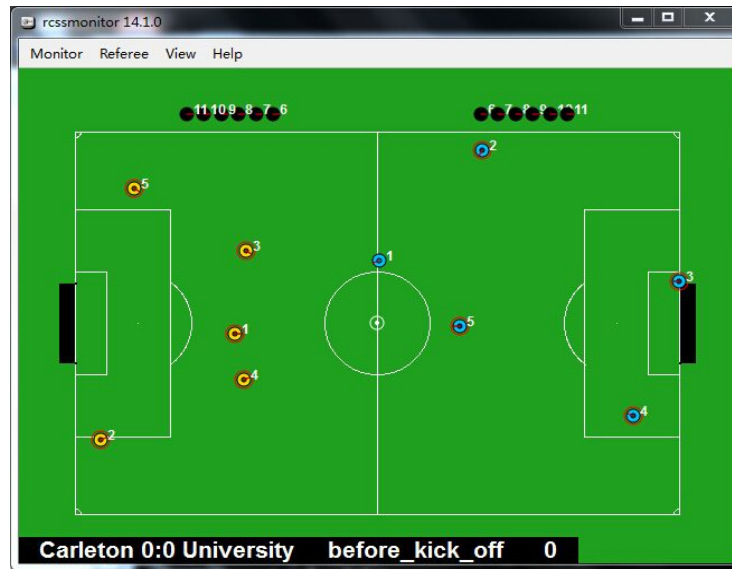 rcssmonitor 14.1.0
Monitor Referee View Help
11 10 9 8 7 6
6 7 8 9 10 11
2
5
3
1
3
5
1
4
4
2
Carleton 0:0 University before_kick_off 0